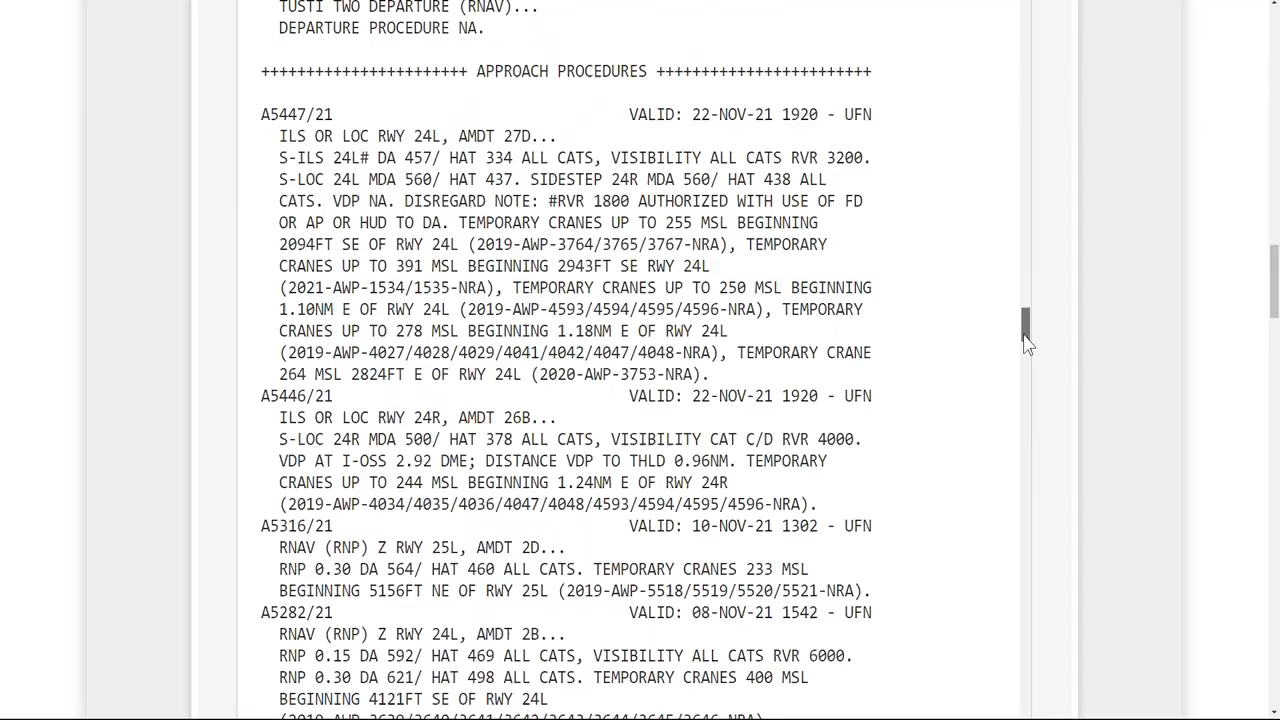 TUSTI TWO DEPARTURE (RNAV)...
DEPARTURE PROCEDURE NA.
+++++++++++++++++++++++ APPROACH PROCEDURES ++++++++++++++++++++++++
A5447/21 VALID: 22-NOV-21 1920 - UFN
ILS OR LOC RWY 24L, AMDT 27D...
S-ILS 24L# DA 457/ HAT 334 ALL CATS, VISIBILITY ALL CATS RVR 3200.
S-LOC 24L MDA 560/ HAT 437. SIDESTEP 24R MDA 560/ HAT 438 ALL
CATS. VDP NA. DISREGARD NOTE: #RVR 1800 AUTHORIZED WITH USE OF FD
OR AP OR HUD TO DA. TEMPORARY CRANES UP TO 255 MSL BEGINNING
2094FT SE OF RWY 24L (2019-AWP-3764/3765/3767-NRA), TEMPORARY
CRANES UP TO 391 MSL BEGINNING 2943FT SE RWY 24L
(2021-AWP-1534/1535-NRA), TEMPORARY CRANES UP TO 250 MSL BEGINNING
1.10NM E OF RWY 24L (2019-AWP-4593/4594/4595/4596-NRA), TEMPORARY
CRANES UP TO 278 MSL BEGINNING 1.18NM E OF RWY 24L
(2019-AWP-4027/4028/4029/4041/4042/4047/4048-NRA), TEMPORARY CRANE
264 MSL 2824FT E OF RWY 24L (2020-AWP-3753-NRA).
A5446/21 VALID: 22-NOV-21 1920 - UFN
ILS OR LOC RWY 24R, AMDT 26B...
S-LOC 24R MDA 500/ HAT 378 ALL CATS, VISIBILITY CAT C/D RVR 4000.
VDP AT I-OSS 2.92 DME; DISTANCE VDP TO THLD 0.96NM. TEMPORARY
CRANES UP TO 244 MSL BEGINNING 1.24NM E OF RWY 24R
(2019-AWP-4034/4035/4036/4047/4048/4593/4594/4595/4596-NRA).
A5316/21 VALID: 10-NOV-21 1302 - UFN
RNAV (RNP) Z RWY 25L, AMDT 2D...
RNP 0.30 DA 564/ HAT 460 ALL CATS. TEMPORARY CRANES 233 MSL
BEGINNING 5156FT NE OF RWY 25L (2019-AWP-5518/5519/5520/5521-NRA).
A5282/21 VALID: 08-NOV-21 1542 - UFN
RNAV (RNP) Z RWY 24L, AMDT 2B...
RNP 0.15 DA 592/ HAT 469 ALL CATS, VISIBILITY ALL CATS RVR 6000.
RNP 0.30 DA 621/ HAT 498 ALL CATS. TEMPORARY CRANES 400 MSL
BEGINNING 4121FT SE OF RWY 24L
(2019-AWP-3639/3640/3641/3642/3643/3644/3645/3646-NRA)